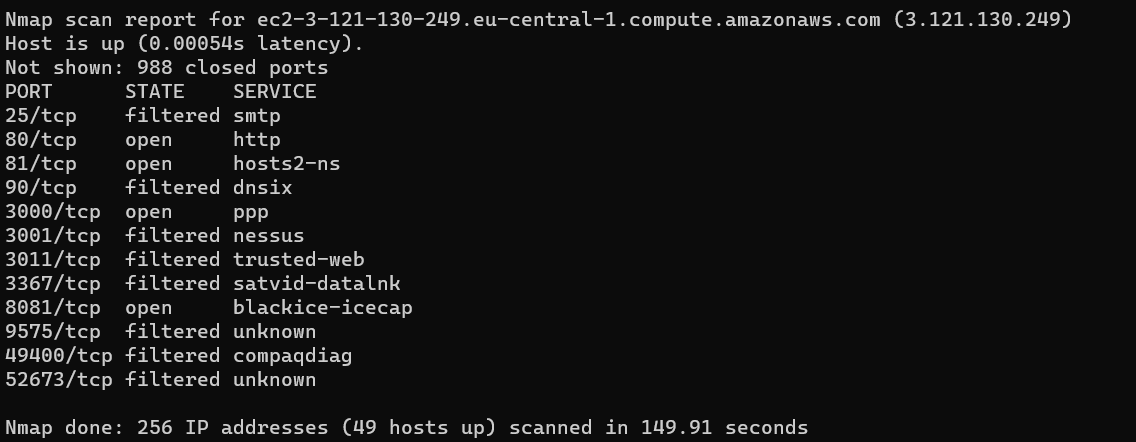 Nmap scan report for ec2-3-121-130-249.eu-central-1.compute.amazonaws.com (3.121.130.249)
Host is up (0.00054s latency).
Not shown: 988 closed ports
PORT      STATE    SERVICE
25/tcp    filtered smtp
80/tcp    open     http
81/tcp    open     hosts2-ns
90/tcp    filtered dnsix
3000/tcp  open     ppp
3001/tcp  filtered nessus
3011/tcp  filtered trusted-web
3367/tcp  filtered satvid-datalnk
8081/tcp  open     blackice-icecap
9575/tcp  filtered unknown
49400/tcp filtered compaqdiag
52673/tcp filtered unknown
Nmap done: 256 IP addresses (49 hosts up) scanned in 149.91 seconds